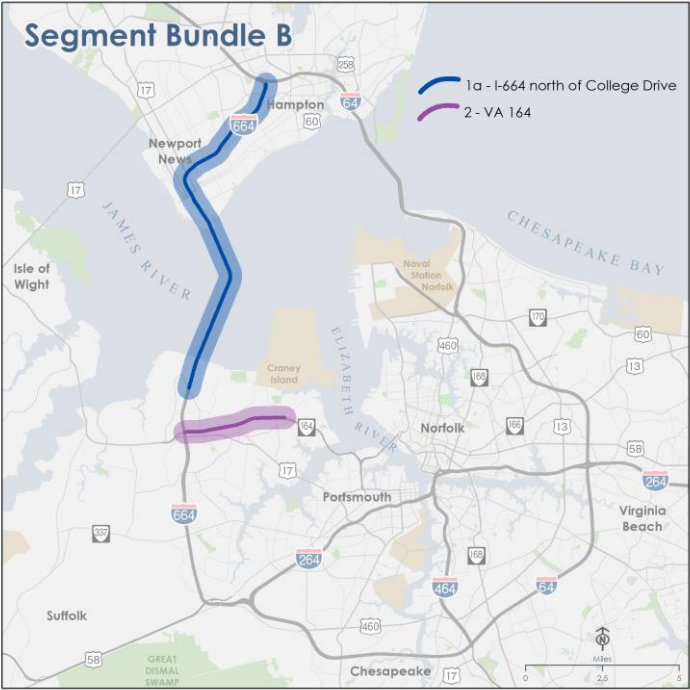 Segment Bundle B
1a - I-664 north of College Drive
2 - VA 164
258
17
Hampton
64
60
664
Newport
News
17
JAMES RIVER
CHESAPEAKE BAY
Isle of
Wight
Naval
Station
Norfolk
170
60
ELIZABETH RIVER
460
13
Craney
Island
168
164
Norfolk
166
13
58
17
264
Portsmouth
664
Virginia
Beach
337
264
168
464
64
Suffolk
460
58
GREAT
DISMAL
SWAMP
Chesapeake
17
N
Miles
0 2.5 5